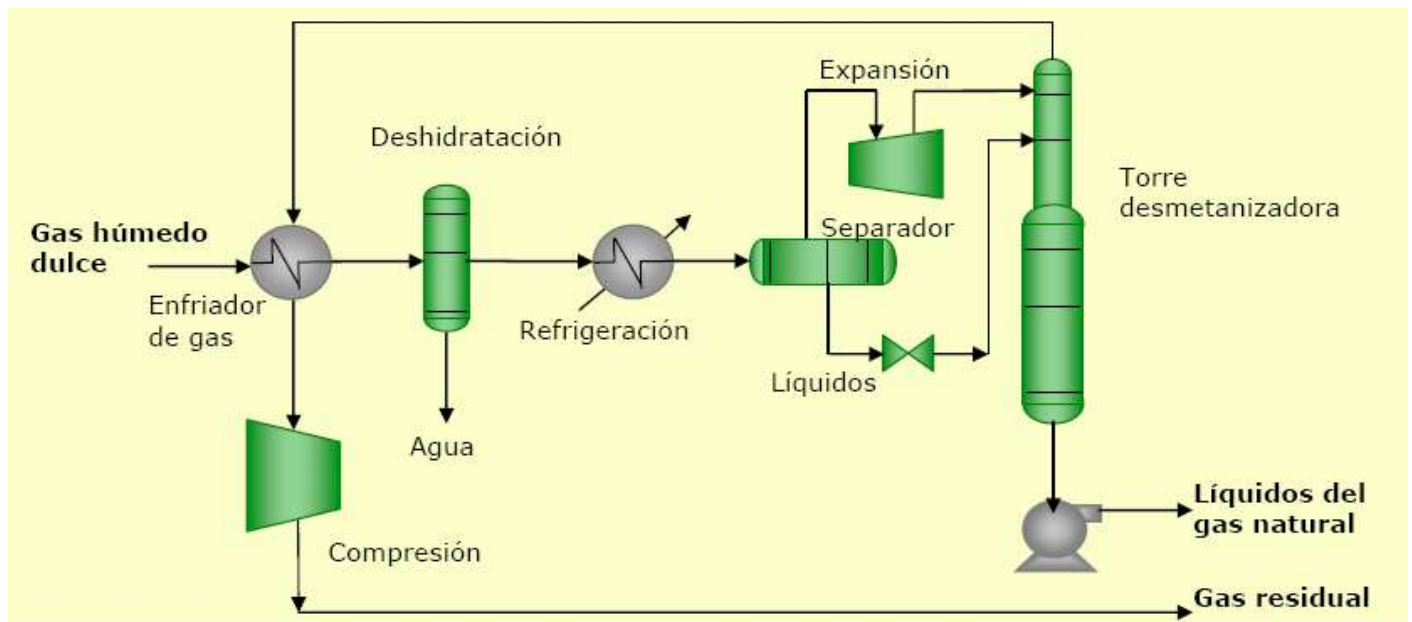 Expansión
Deshidratación
Torre
desmetanizadora
Gas húmedo
dulce
Separador
Enfriador
de gas
Refrigeración
Líquidos
Agua
Líquidos del
gas natural
Compresión
Gas residual